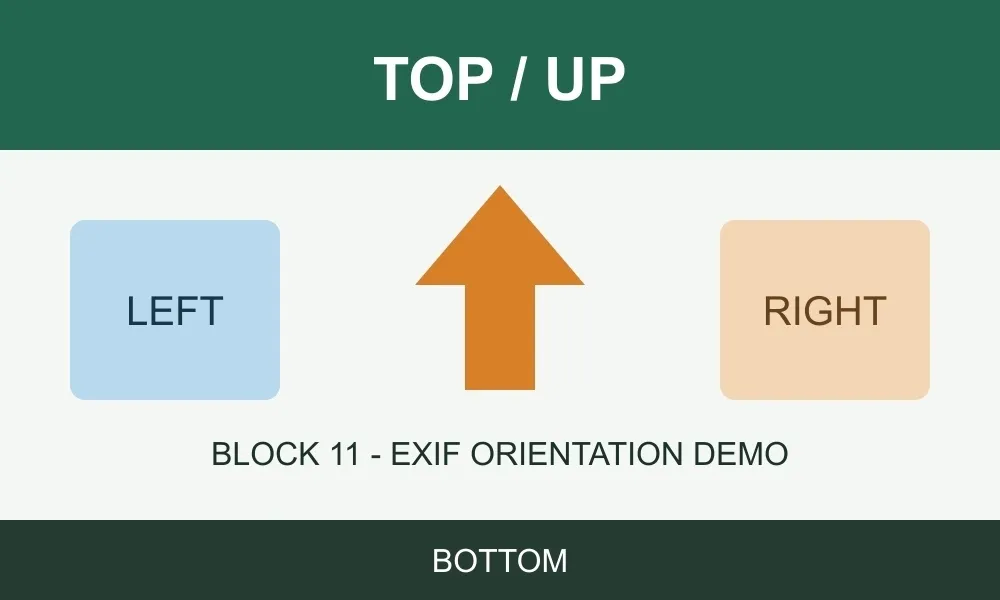 TOP / UP
LEFT
RIGHT
BLOCK 11 - EXIF ORIENTATION DEMO
BOTTOM